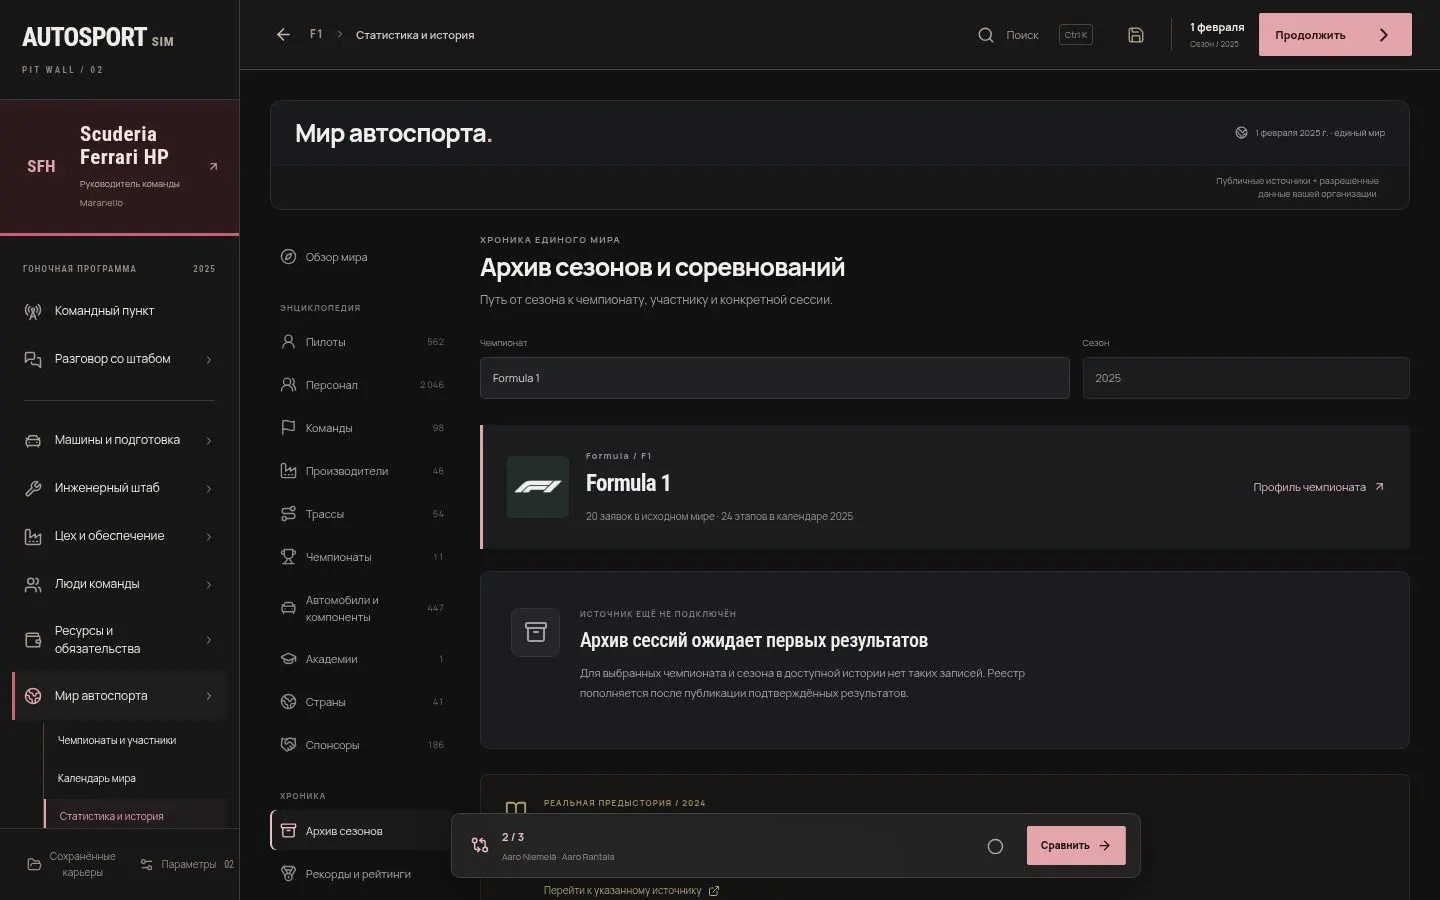 AUTOSPORT SIM
PIT WALL / 02
SFH
Scuderia
Ferrari HP
Руководитель команды
Maranello
ГОНОЧНАЯ ПРОГРАММА 2025
Командный пункт
Разговор со штабом
Машины и подготовка
Инженерный штаб
Цех и обеспечение
Люди команды
Ресурсы и
обязательства
Мир автоспорта
Чемпионаты и участники
Календарь мира
Статистика и история
Сохранённые
карьеры
Параметры 02
F1 Статистика и история
Поиск Ctrl K
1 февраля
Сезон / 2025
Продолжить
Мир автоспорта.
1 февраля 2025 г. · единый мир
Публичные источники + разрешённые
данные вашей организации.
Обзор мира
ЭНЦИКЛОПЕДИЯ
Пилоты 562
Персонал 2 046
Команды 98
Производители 46
Трассы 54
Чемпионаты 11
Автомобили и
компоненты 447
Академии 1
Страны 41
Спонсоры 186
ХРОНИКА
Архив сезонов
Рекорды и рейтинги
ХРОНИКА ЕДИНОГО МИРА
Архив сезонов и соревнований
Путь от сезона к чемпионату, участнику и конкретной сессии.
Чемпионат Сезон
Formula 1 2025
Formula / F1
Formula 1
20 заявок в исходном мире · 24 этапов в календаре 2025
Профиль чемпионата
ИСТОЧНИК ЕЩЁ НЕ ПОДКЛЮЧЁН
Архив сессий ожидает первых результатов
Для выбранных чемпионата и сезона в доступной истории нет таких записей. Реестр
пополняется после публикации подтверждённых результатов.
РЕАЛЬНАЯ ПРЕДЫСТОРИЯ / 2024
2 / 3
Aaro Niemelä · Aaro Rantala
Сравнить
Перейти к указанному источнику